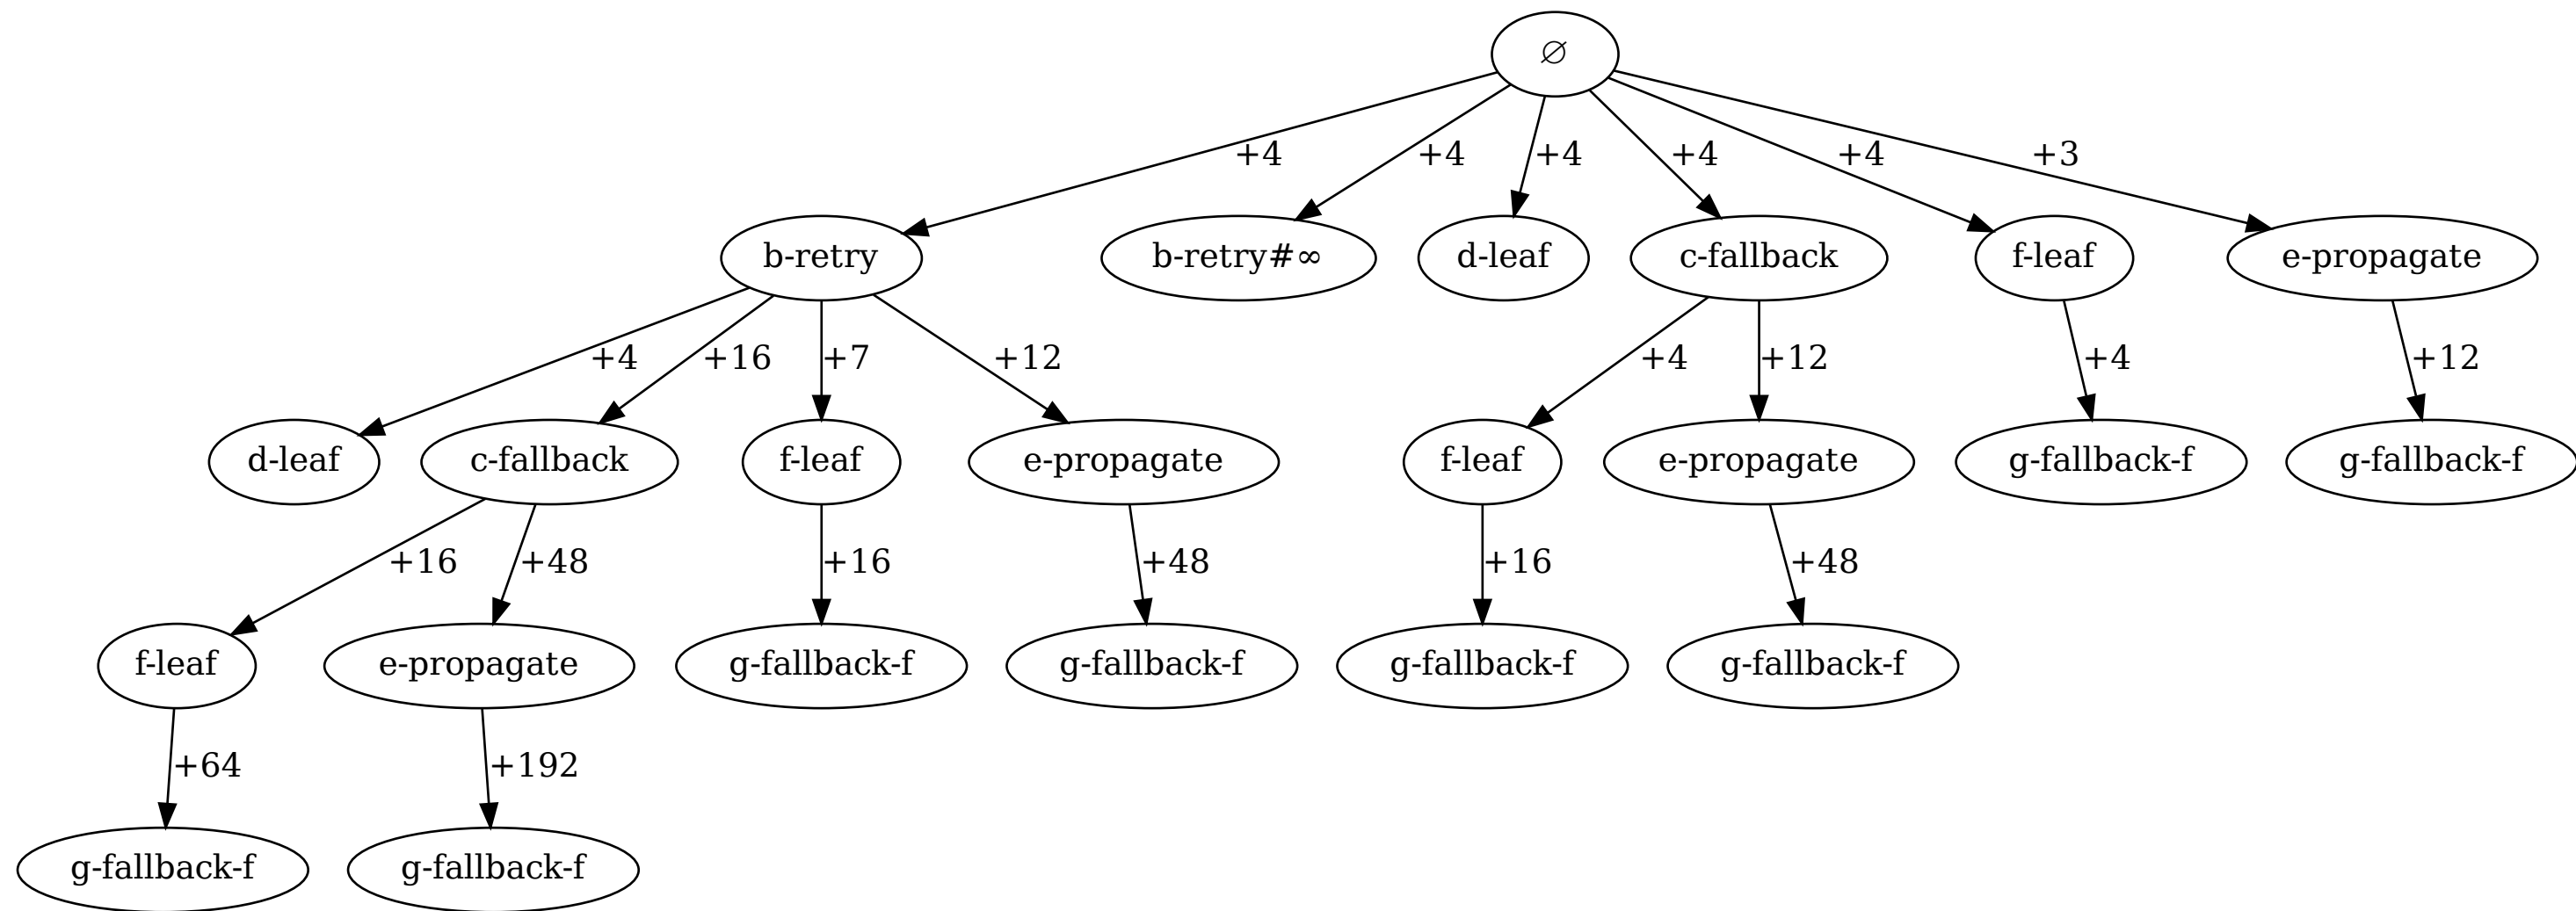 ∅
+4 +4 +4 +4 +4 +3
b-retry b-retry#∞ d-leaf c-fallback f-leaf e-propagate
+4 +16 +7 +12 +4 +12 +4 +12
d-leaf c-fallback f-leaf e-propagate f-leaf e-propagate g-fallback-f g-fallback-f
+16 +48 +16 +48 +16 +48
f-leaf e-propagate g-fallback-f g-fallback-f g-fallback-f g-fallback-f
+64 +192
g-fallback-f g-fallback-f